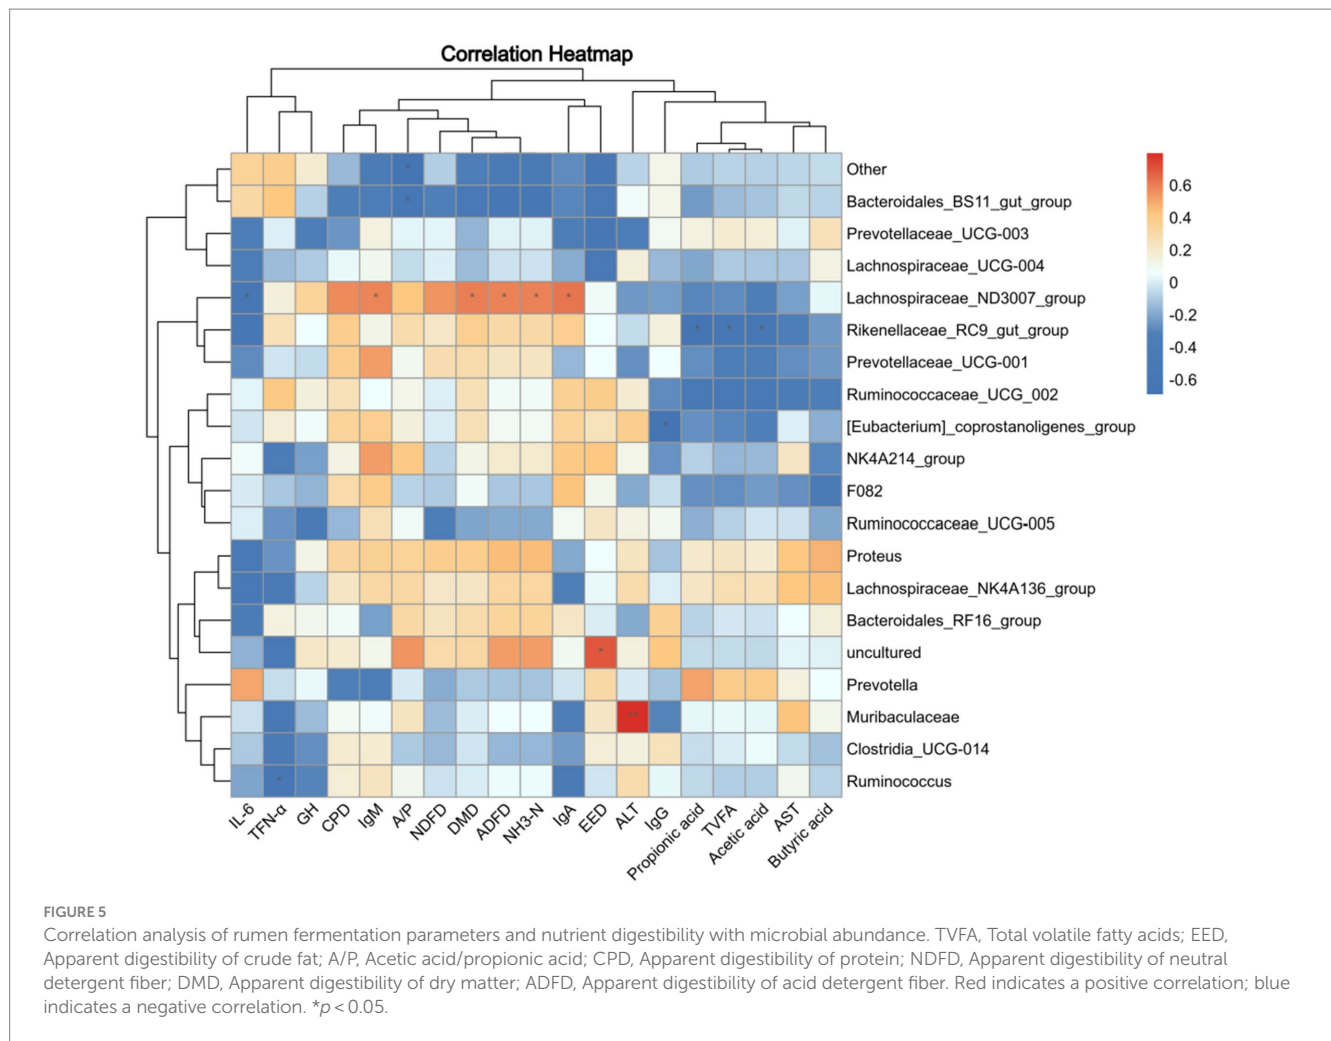 Correlation Heatmap
Other
Bacteroidales_BS11_gut_group
Prevotellaceae_UCG-003
Lachnospiraceae_UCG-004
Lachnospiraceae_ND3007_group
Rikenellaceae_RC9_gut_group
Prevotellaceae_UCG-001
Ruminococcaceae_UCG_002
[Eubacterium]_coprostanoligenes_group
NK4A214_group
F082
Ruminococcaceae_UCG-005
Proteus
Lachnospiraceae_NK4A136_group
Bacteroidales_RF16_group
uncultured
Prevotella
Muribaculaceae
Clostridia_UCG-014
Ruminococcus
0.6
0.4
0.2
0
-0.2
-0.4
-0.6
IL-6
TFN-α
GH
CPD
IgM
A/P
NDFD
DMD
ADFD
NH3-N
IgA
EED
ALT
IgG
Propionic acid
TVFA
Acetic acid
AST
Butyric acid
FIGURE 5
Correlation analysis of rumen fermentation parameters and nutrient digestibility with microbial abundance. TVFA, Total volatile fatty acids; EED,
Apparent digestibility of crude fat; A/P, Acetic acid/propionic acid; CPD, Apparent digestibility of protein; NDFD, Apparent digestibility of neutral
detergent fiber; DMD, Apparent digestibility of dry matter; ADFD, Apparent digestibility of acid detergent fiber. Red indicates a positive correlation; blue
indicates a negative correlation. *p < 0.05.